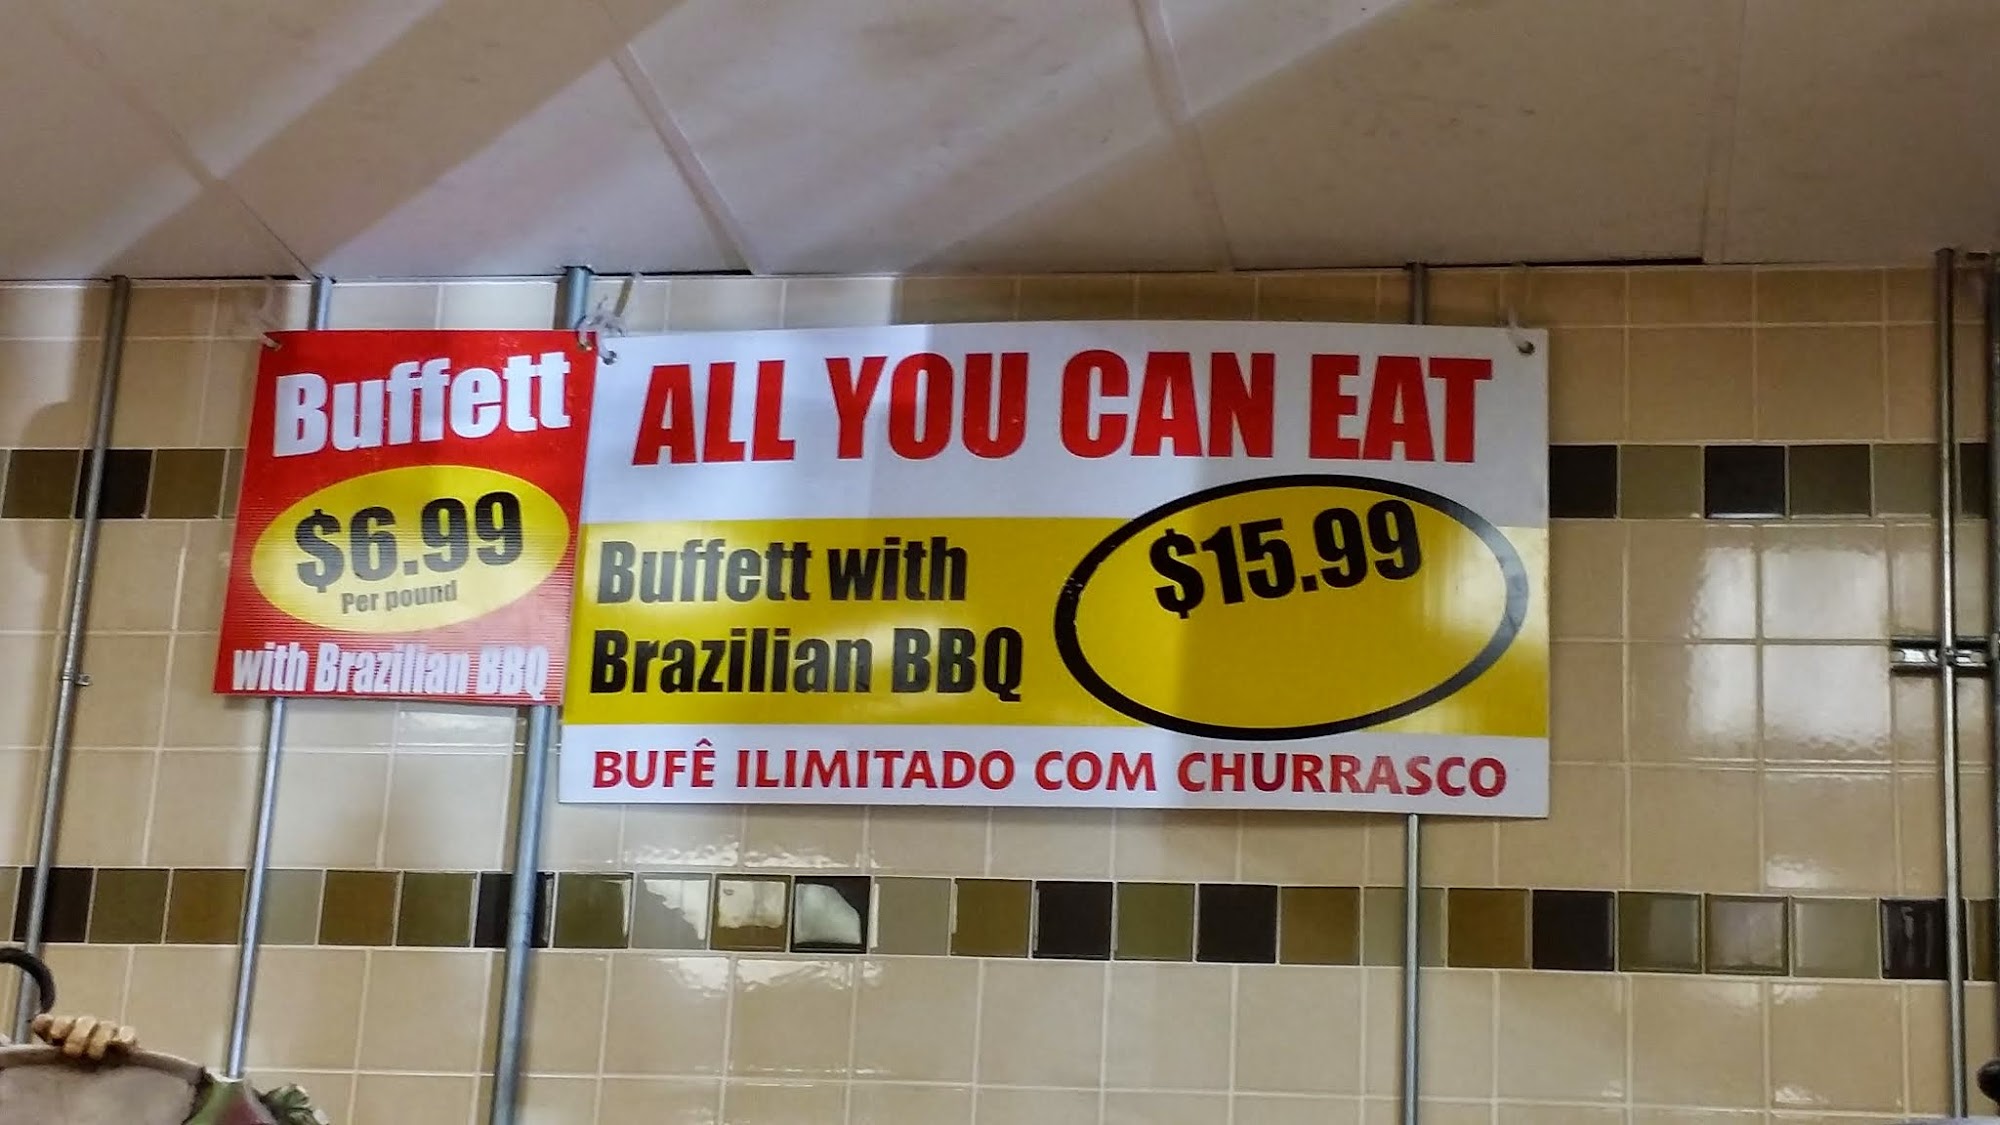 Buffett
$6.99
Per pound
with Brazilian BBQ
ALL YOU CAN EAT
Buffett with
Brazilian BBQ
$15.99
BUFÊ ILIMITADO COM CHURRASCO